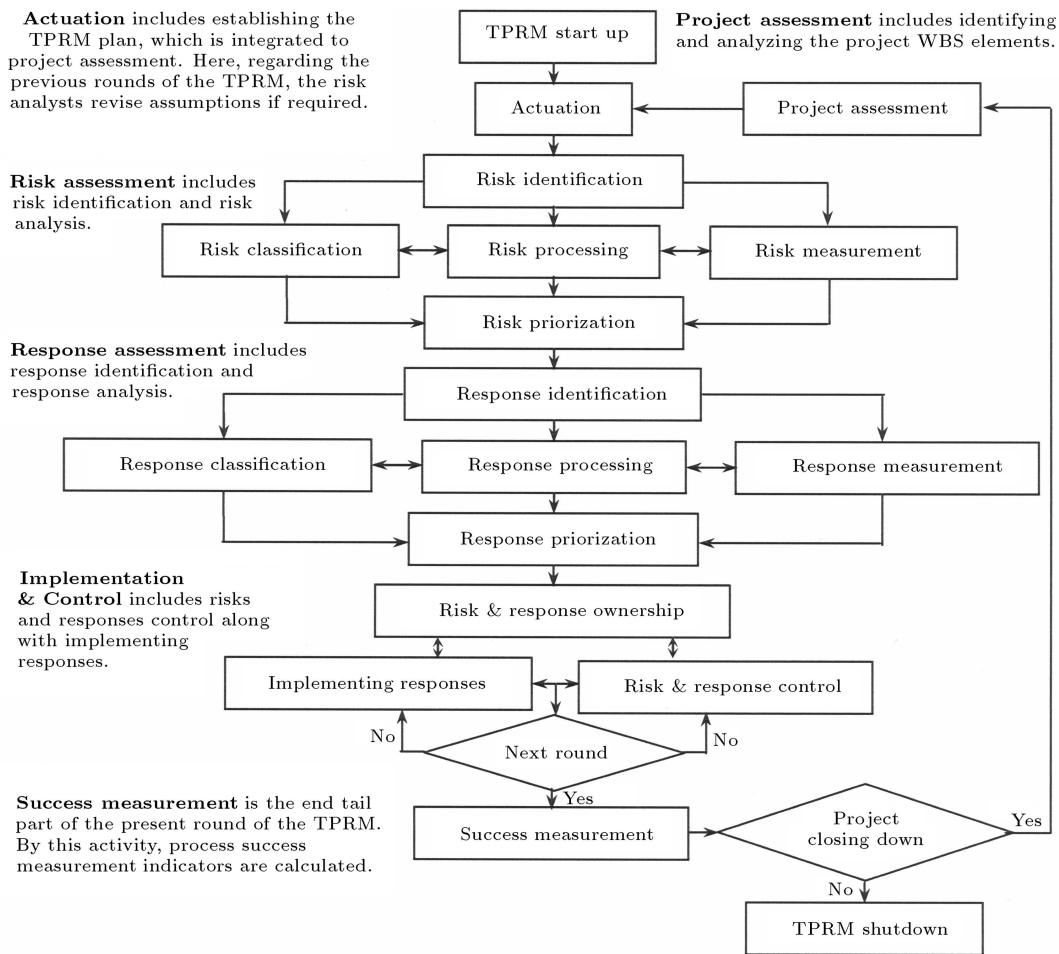 Actuation includes establishing the
TPRM plan, which is integrated to
project assessment. Here, regarding the
previous rounds of the TPRM, the risk
analysts revise assumptions if required.
TPRM start up
Project assessment includes identifying
and analyzing the project WBS elements.
Actuation
Project assessment
Risk assessment includes
risk identification and risk
analysis.
Risk identification
Risk classification
Risk processing
Risk measurement
Risk priorization
Response assessment includes
response identification and
response analysis.
Response identification
Response classification
Response processing
Response measurement
Response priorization
Implementation
& Control includes risks
and responses control along
with implementing
responses.
Risk & response ownership
Implementing responses
Risk & response control
No
Next round
No
Yes
Success measurement is the end tail
part of the present round of the TPRM.
By this activity, process success
measurement indicators are calculated.
Success measurement
Project
closing down
Yes
No
TPRM shutdown